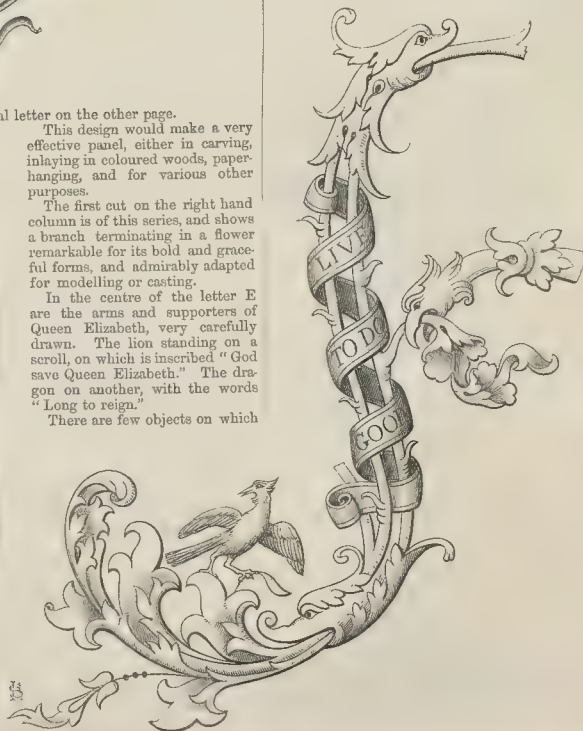 al letter on the other page.
This design would make a very
effective panel, either in carving,
inlaying in coloured woods, paper-
hanging, and for various other
purposes.
The first cut on the right hand
column is of this series, and shows
a branch terminating in a flower
remarkable for its bold and grace-
ful forms, and admirably adapted
for modelling or casting.
In the centre of the letter E
are the arms and supporters of
Queen Elizabeth, very carefully
drawn. The lion standing on a
scroll, on which is inscribed "God
save Queen Elizabeth." The dra-
gon on another, with the words
"Long to reign."
There are few objects on which
LIVE
TO DO
GOO